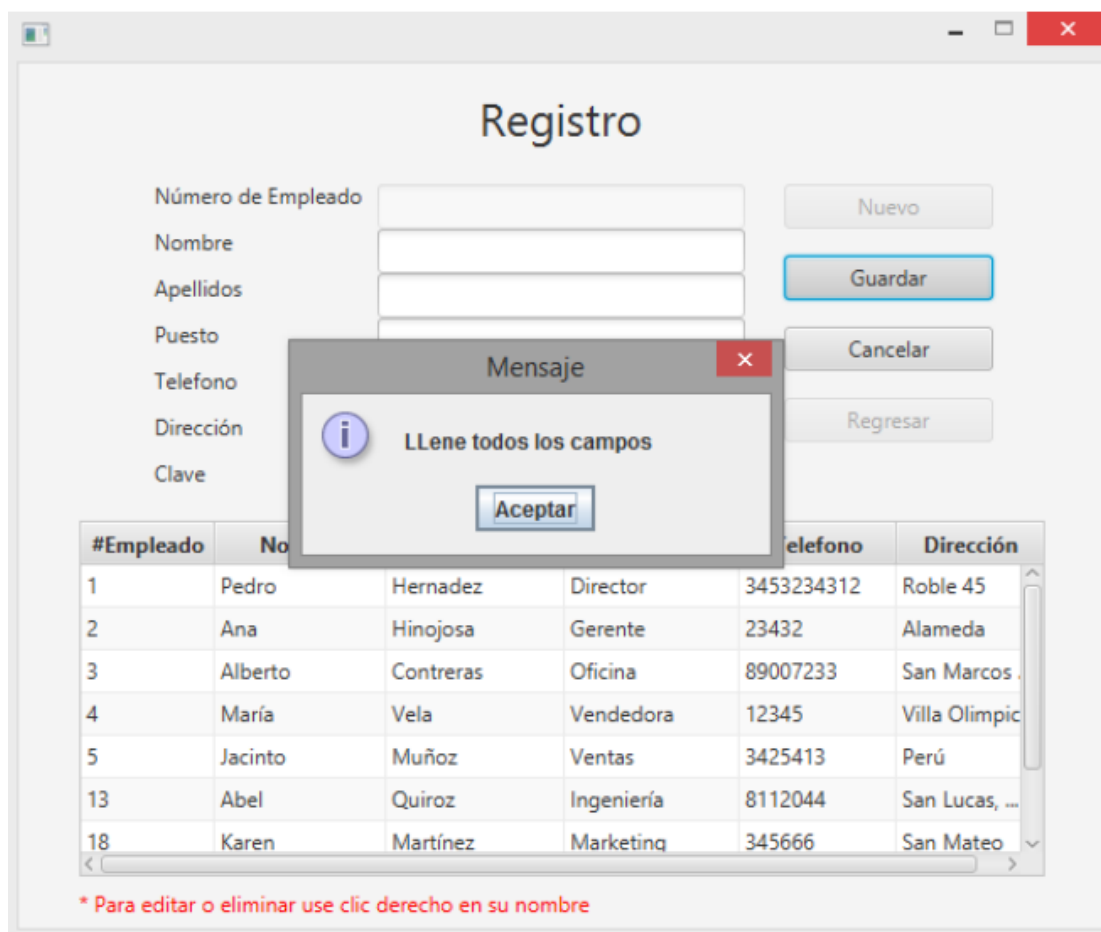 Registro
Número de Empleado
Nuevo
Nombre
Guardar
Apellidos
Puesto
Cancelar
Mensaje
Telefono
Dirección
Regresar
LLene todos los campos
Clave
Aceptar
#Empleado No elefono Dirección
1 Pedro Hernadez Director 3453234312 Roble 45
2 Ana Hinojosa Gerente 23432 Alameda
3 Alberto Contreras Oficina 89007233 San Marcos .
4 María Vela Vendedora 12345 Villa Olimpic
5 Jacinto Muñoz Ventas 3425413 Perú
13 Abel Quiroz Ingeniería 8112044 San Lucas, ...
18 Karen Martínez Marketing 345666 San Mateo
* Para editar o eliminar use clic derecho en su nombre